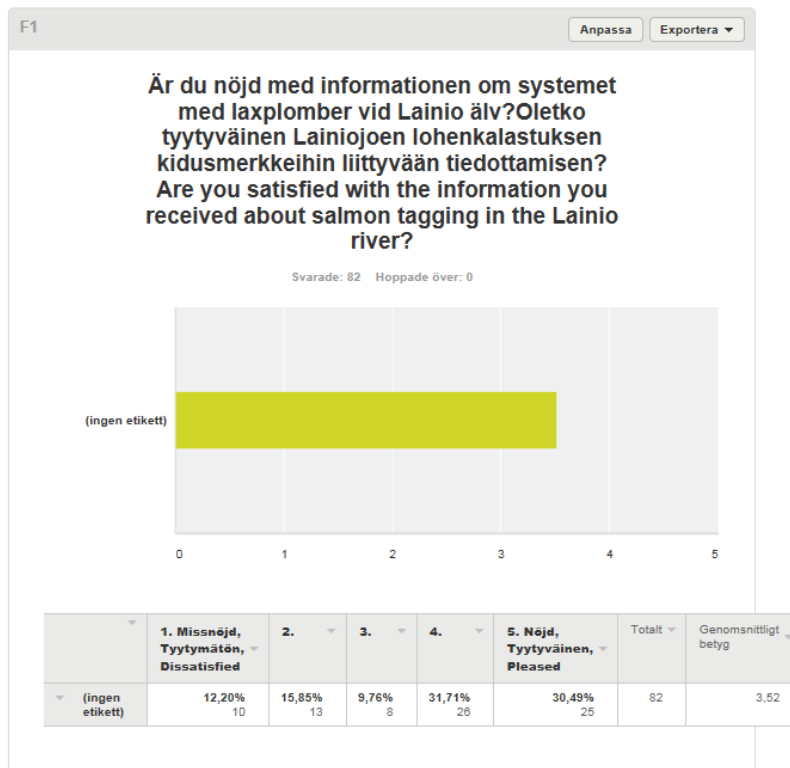 F1
Anpassa
Exportera
Är du nöjd med informationen om systemet
med laxplomber vid Lainio älv?Oletko
tyytyväinen Lainiojoen lohenkalastuksen
kidusmerkkeihin liittyvään tiedottamisen?
Are you satisfied with the information you
received about salmon tagging in the Lainio
river?
Svarade: 82 Hoppade över: 0
(ingen etikett)
0 1 2 3 4 5
1. Missnöjd,
Tyytymätön,
Dissatisfied
2.
3.
4.
5. Nöjd,
Tyytyväinen,
Pleased
Totalt
Genomsnittligt
betyg
(ingen
etikett)
12,20%
10
15,85%
13
9,76%
8
31,71%
26
30,49%
25
82
3,52